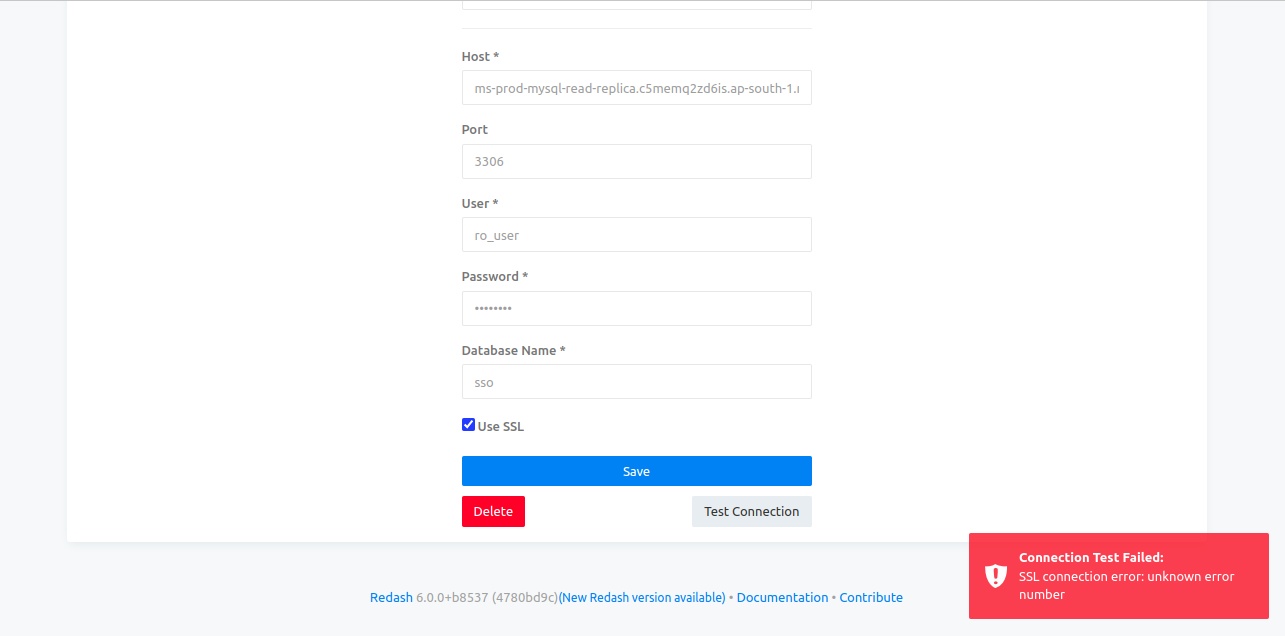 Host *
ms-prod-mysql-read-replica.c5memq2zd6is.ap-south-1.r
Port
3306
User *
ro_user
Password *
••••••••
Database Name *
sso
Use SSL
Save
Delete
Test Connection
Connection Test Failed:
SSL connection error: unknown error
number
Redash 6.0.0+b8537 (4780bd9c)(New Redash version available) • Documentation • Contribute